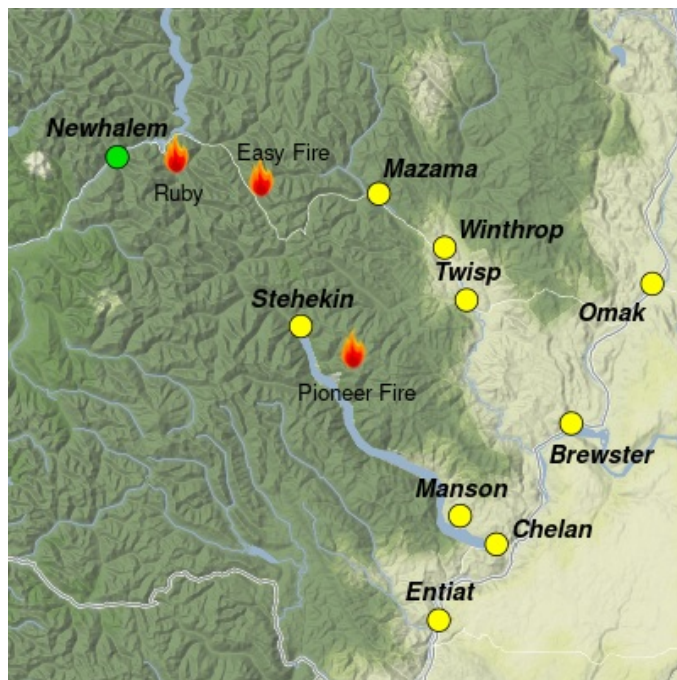 Newhalem
Easy Fire
Mazama
Ruby
Winthrop
Twisp
Stehekin
Omak
Pioneer Fire
Brewster
Manson
Chelan
Entiat